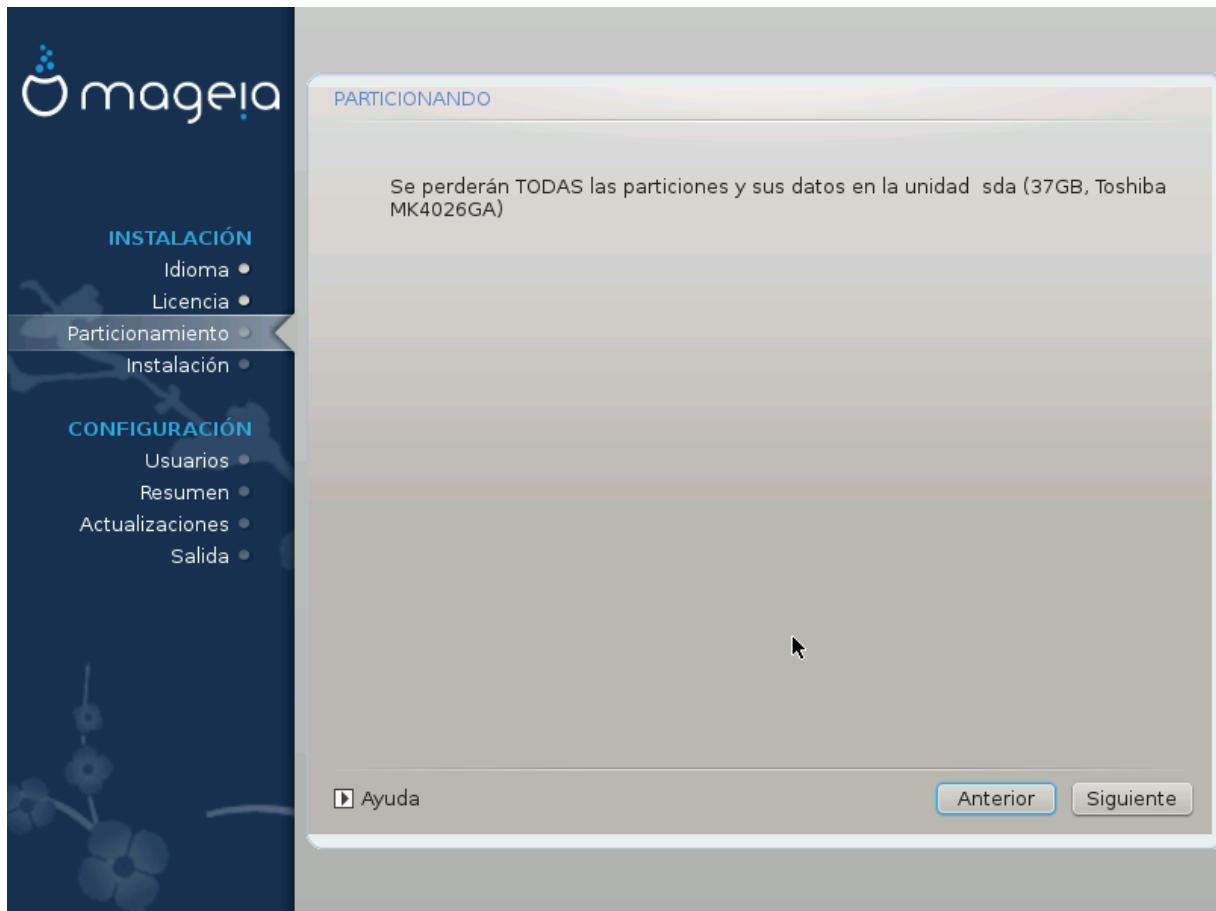 mageia
INSTALACIÓN
Idioma
Licencia
Particionamiento
Instalación
CONFIGURACIÓN
Usuarios
Resumen
Actualizaciones
Salida
PARTICIONANDO
Se perderán TODAS las particiones y sus datos en la unidad  sda (37GB, Toshiba
MK4026GA)
Ayuda
Anterior
Siguiente